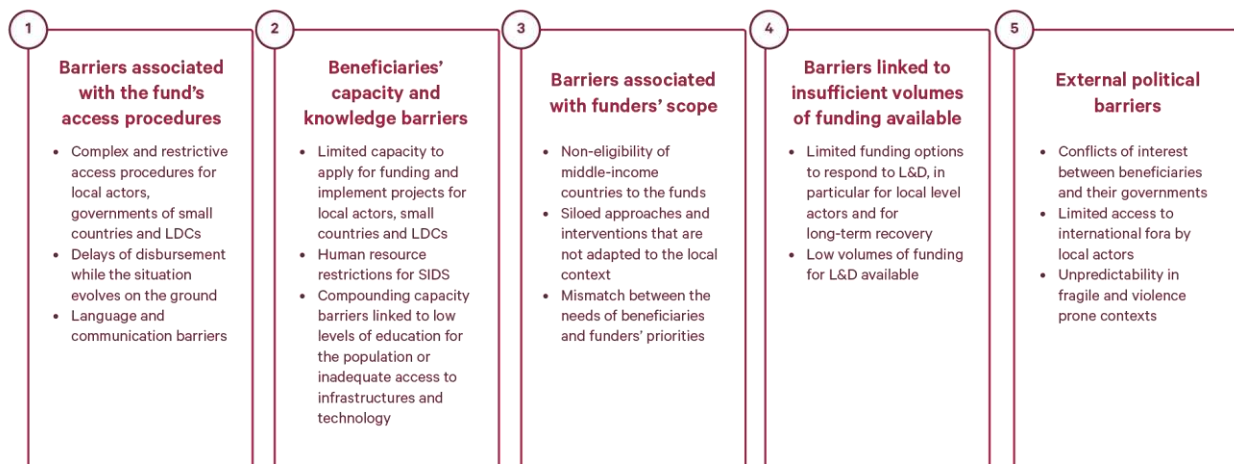 1
Barriers associated
with the fund's
access procedures
• Complex and restrictive
access procedures for
local actors,
governments of small
countries and LDCs
• Delays of disbursement
while the situation
evolves on the ground
• Language and
communication barriers
2
Beneficiaries'
capacity and
knowledge barriers
• Limited capacity to
apply for funding and
implement projects for
local actors, small
countries and LDCs
• Human resource
restrictions for SIDS
• Compounding capacity
barriers linked to low
levels of education for
the population or
inadequate access to
infrastructures and
technology
3
Barriers associated
with funders' scope
• Non-eligibility of
middle-income
countries to the funds
• Siloed approaches and
interventions that are
not adapted to the local
context
• Mismatch between the
needs of beneficiaries
and funders' priorities
4
Barriers linked to
insufficient volumes
of funding available
• Limited funding options
to respond to L&D, in
particular for local level
actors and for
long-term recovery
• Low volumes of funding
for L&D available
5
External political
barriers
• Conflicts of interest
between beneficiaries
and their governments
• Limited access to
international fora by
local actors
• Unpredictability in
fragile and violence
prone contexts